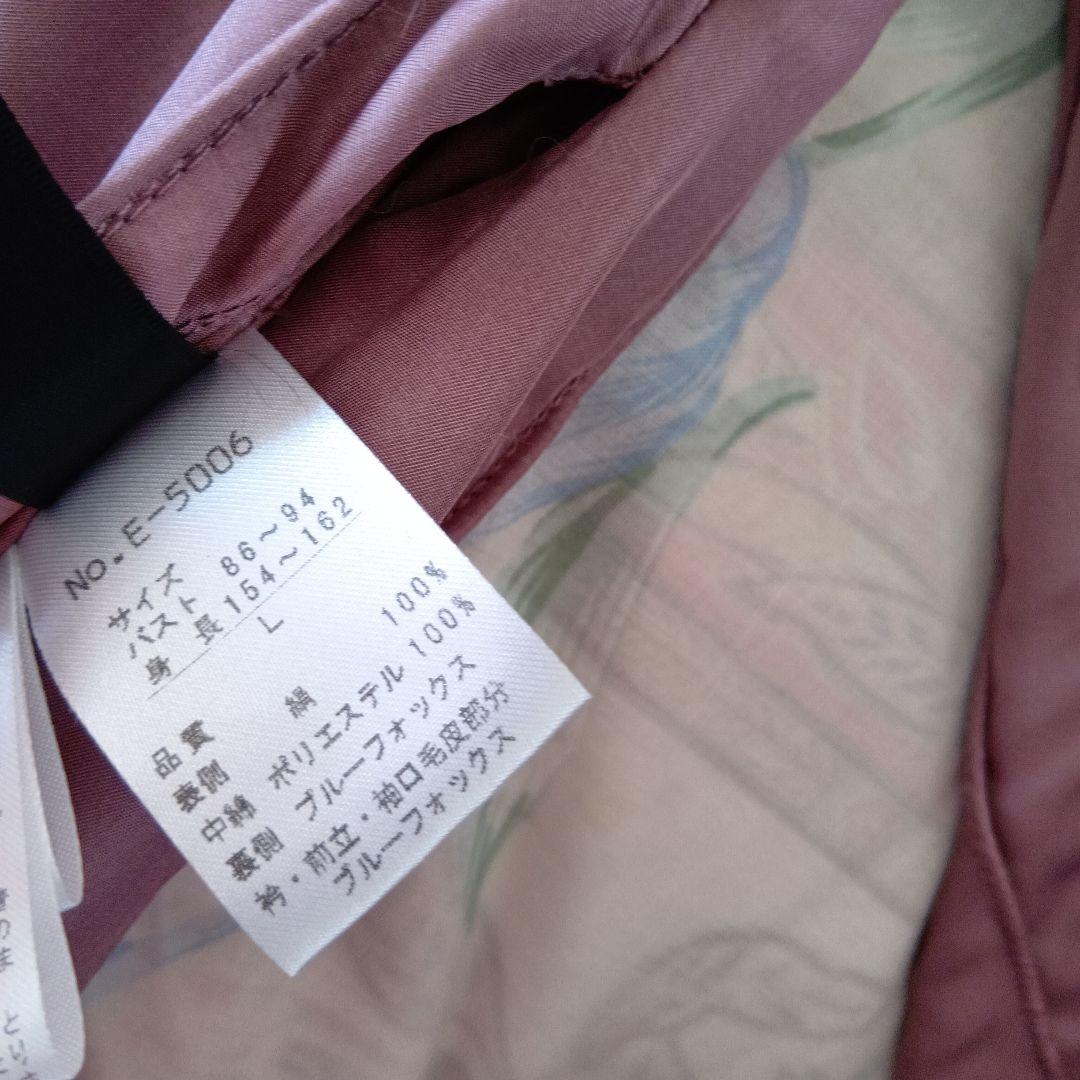 No.E-5006
サイズ
バスト 86~94
身 長 154~162
L
品質
表側 絹 100%
中綿 ポリエステル 100%
裏側 ブルーフォックス
衿・前立・袖口毛皮部分
ブルーフォックス